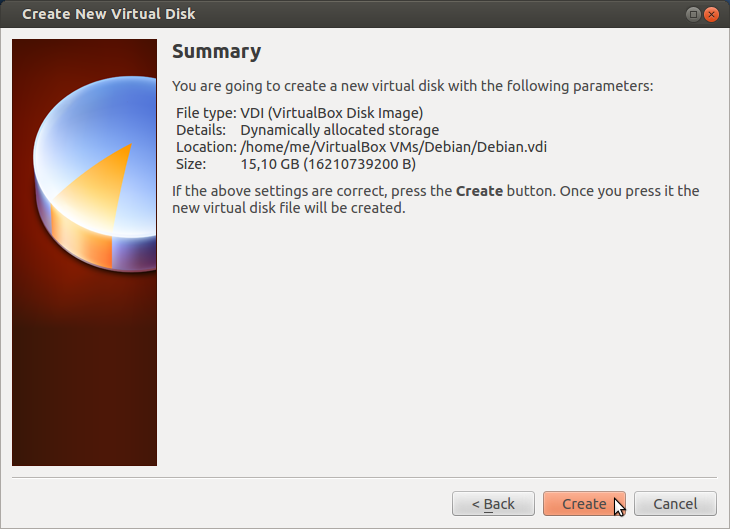 Create New Virtual Disk
Summary
You are going to create a new virtual disk with the following parameters:
File type: VDI (VirtualBox Disk Image)
Details: Dynamically allocated storage
Location: /home/me/VirtualBox VMs/Debian/Debian.vdi
Size: 15,10 GB (16210739200 B)
If the above settings are correct, press the Create button. Once you press it the
new virtual disk file will be created.
< Back Create Cancel